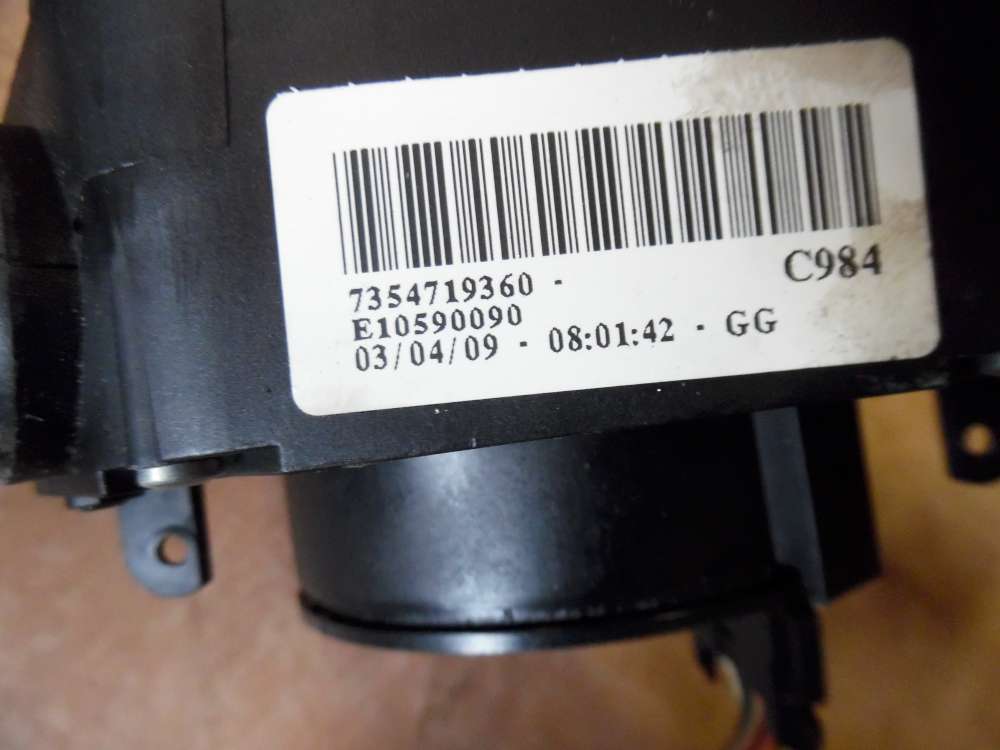 7354719360 -
C984
E10590090
03/04/09 - 08:01:42 - GG